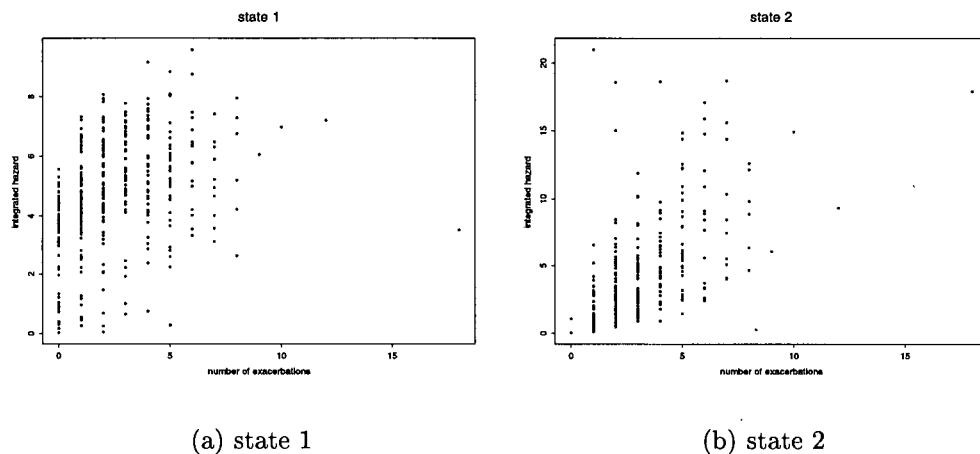 state 1
state 2
integrated hazard
0
2
4
6
8
0
5
10
15
number of exacerbations
integrated hazard
0
5
10
15
20
0
5
10
15
number of exacerbations
(a) state 1
(b) state 2